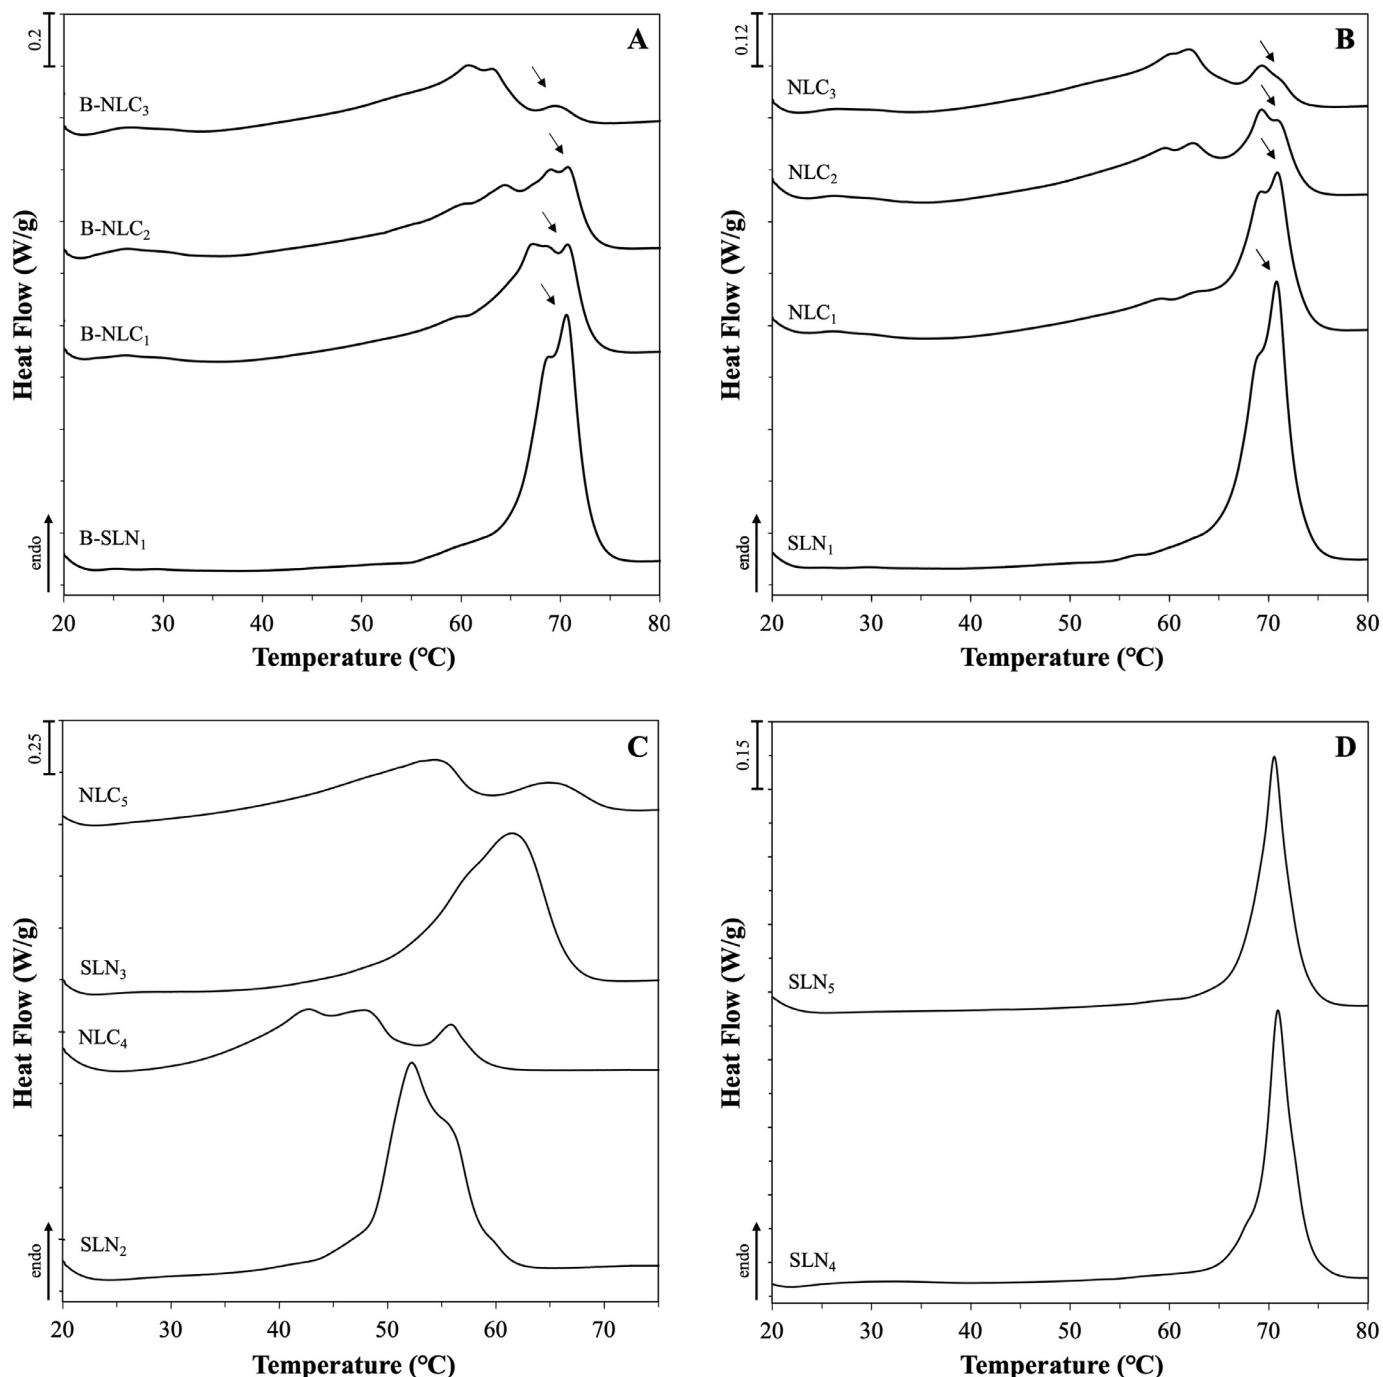 A
0.2
B-NLC₃
B-NLC₂
B-NLC₁
B-SLN₁
endo
Heat Flow (W/g)
20 30 40 50 60 70 80
Temperature (°C)
B
0.12
NLC₃
NLC₂
NLC₁
SLN₁
endo
Heat Flow (W/g)
20 30 40 50 60 70 80
Temperature (°C)
C
0.25
NLC₅
SLN₃
NLC₄
SLN₂
endo
Heat Flow (W/g)
20 30 40 50 60 70
Temperature (°C)
D
0.15
SLN₅
SLN₄
endo
Heat Flow (W/g)
20 30 40 50 60 70 80
Temperature (°C)